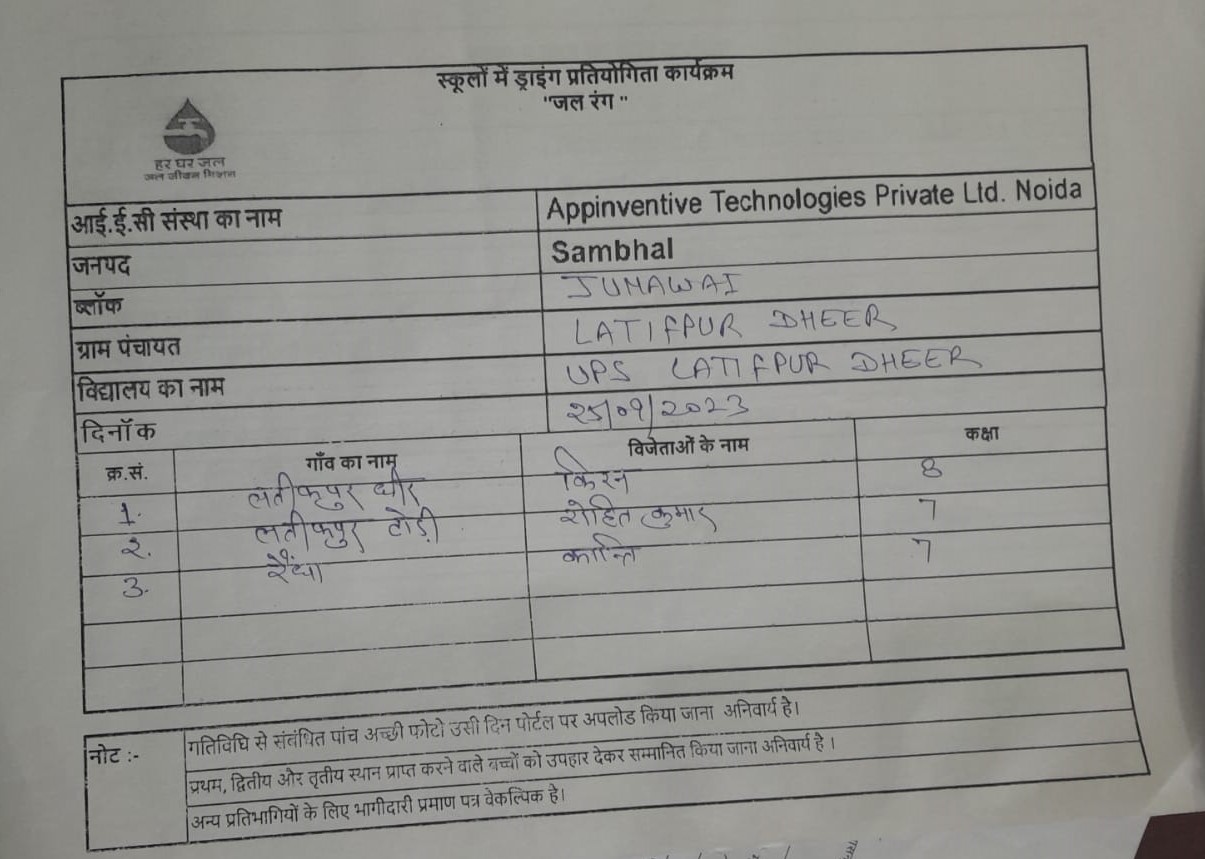 स्कूलों में ड्राइंग प्रतियोगिता कार्यक्रम
"जल रंग "
हर घर जल
जल जीवन मिशन
आई.ई.सी संस्था का नाम Appinventive Technologies Private Ltd. Noida
जनपद Sambhal
ब्लॉक JUNAWAI
ग्राम पंचायत LATIFPUR DHEER
विद्यालय का नाम UPS LATIFPUR DHEER
दिनॉक 25/09/2023
क्र.सं. गाँव का नाम विजेताओं के नाम कक्षा
1. लतीफपुर धीर किरन 8
2. लतीफपुर टोड़ी रोहित कुमार 7
3. कान्ति 7
नोट :- गतिविधि से संबंधित पांच अच्छी फोटो उसी दिन पोर्टल पर अपलोड किया जाना अनिवार्य है।
प्रथम, द्वितीय और तृतीय स्थान प्राप्त करने वाले बच्चों को उपहार देकर सम्मानित किया जाना अनिवार्य है ।
अन्य प्रतिभागियों के लिए भागीदारी प्रमाण पत्र वेकल्पिक है।